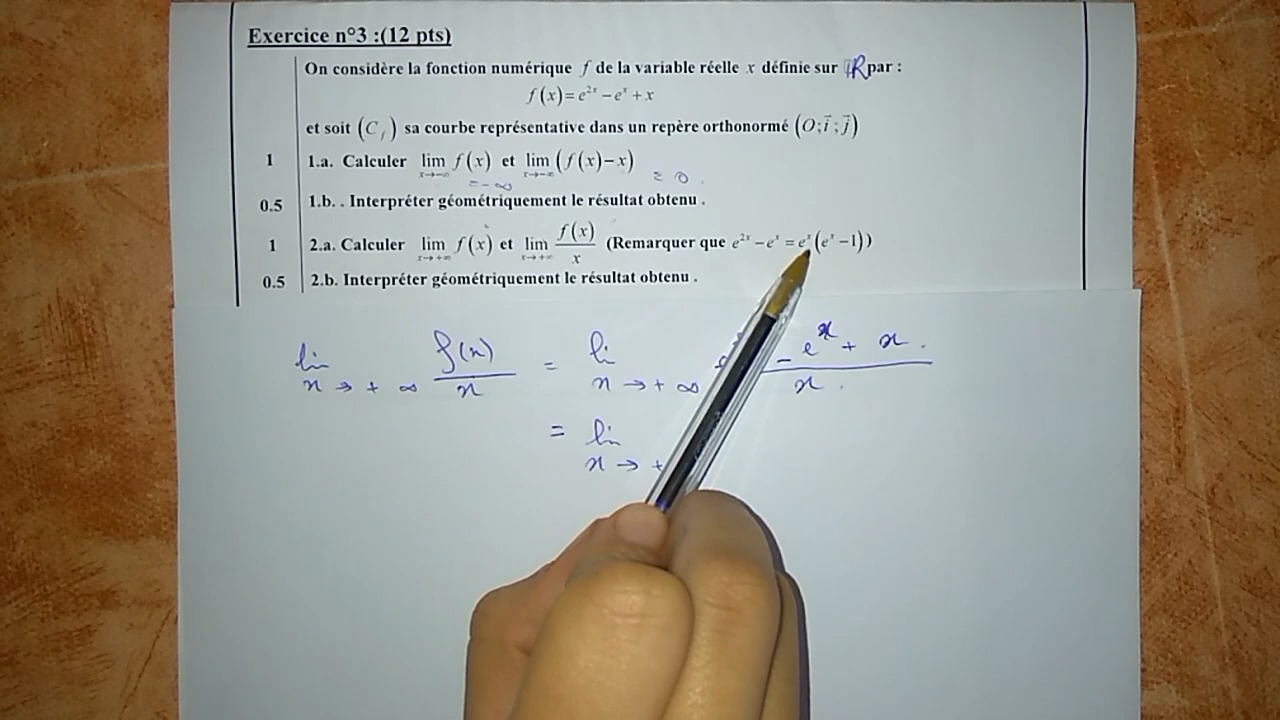 Exercice n°3 :(12 pts)
On considère la fonction numérique f de la variable réelle x définie sur ℝ par :
f(x)=e^{2x} − e^x + x
et soit (C_f) sa courbe représentative dans un repère orthonormé (O;i⃗ ;j⃗)
1 1.a. Calculer lim_{x→−∞} f(x) et lim_{x→−∞} (f(x)−x)
=−∞ = 0
0.5 1.b. . Interpréter géométriquement le résultat obtenu .
1 2.a. Calculer lim_{x→+∞} f(x) et lim_{x→+∞} f(x)/x (Remarquer que e^{2x} − e^x = e^x(e^x −1))
0.5 2.b. Interpréter géométriquement le résultat obtenu .
lim_{x→+∞} f(x)/x = lim_{x→+∞} − e^x + x . / x .
= lim_{x→+